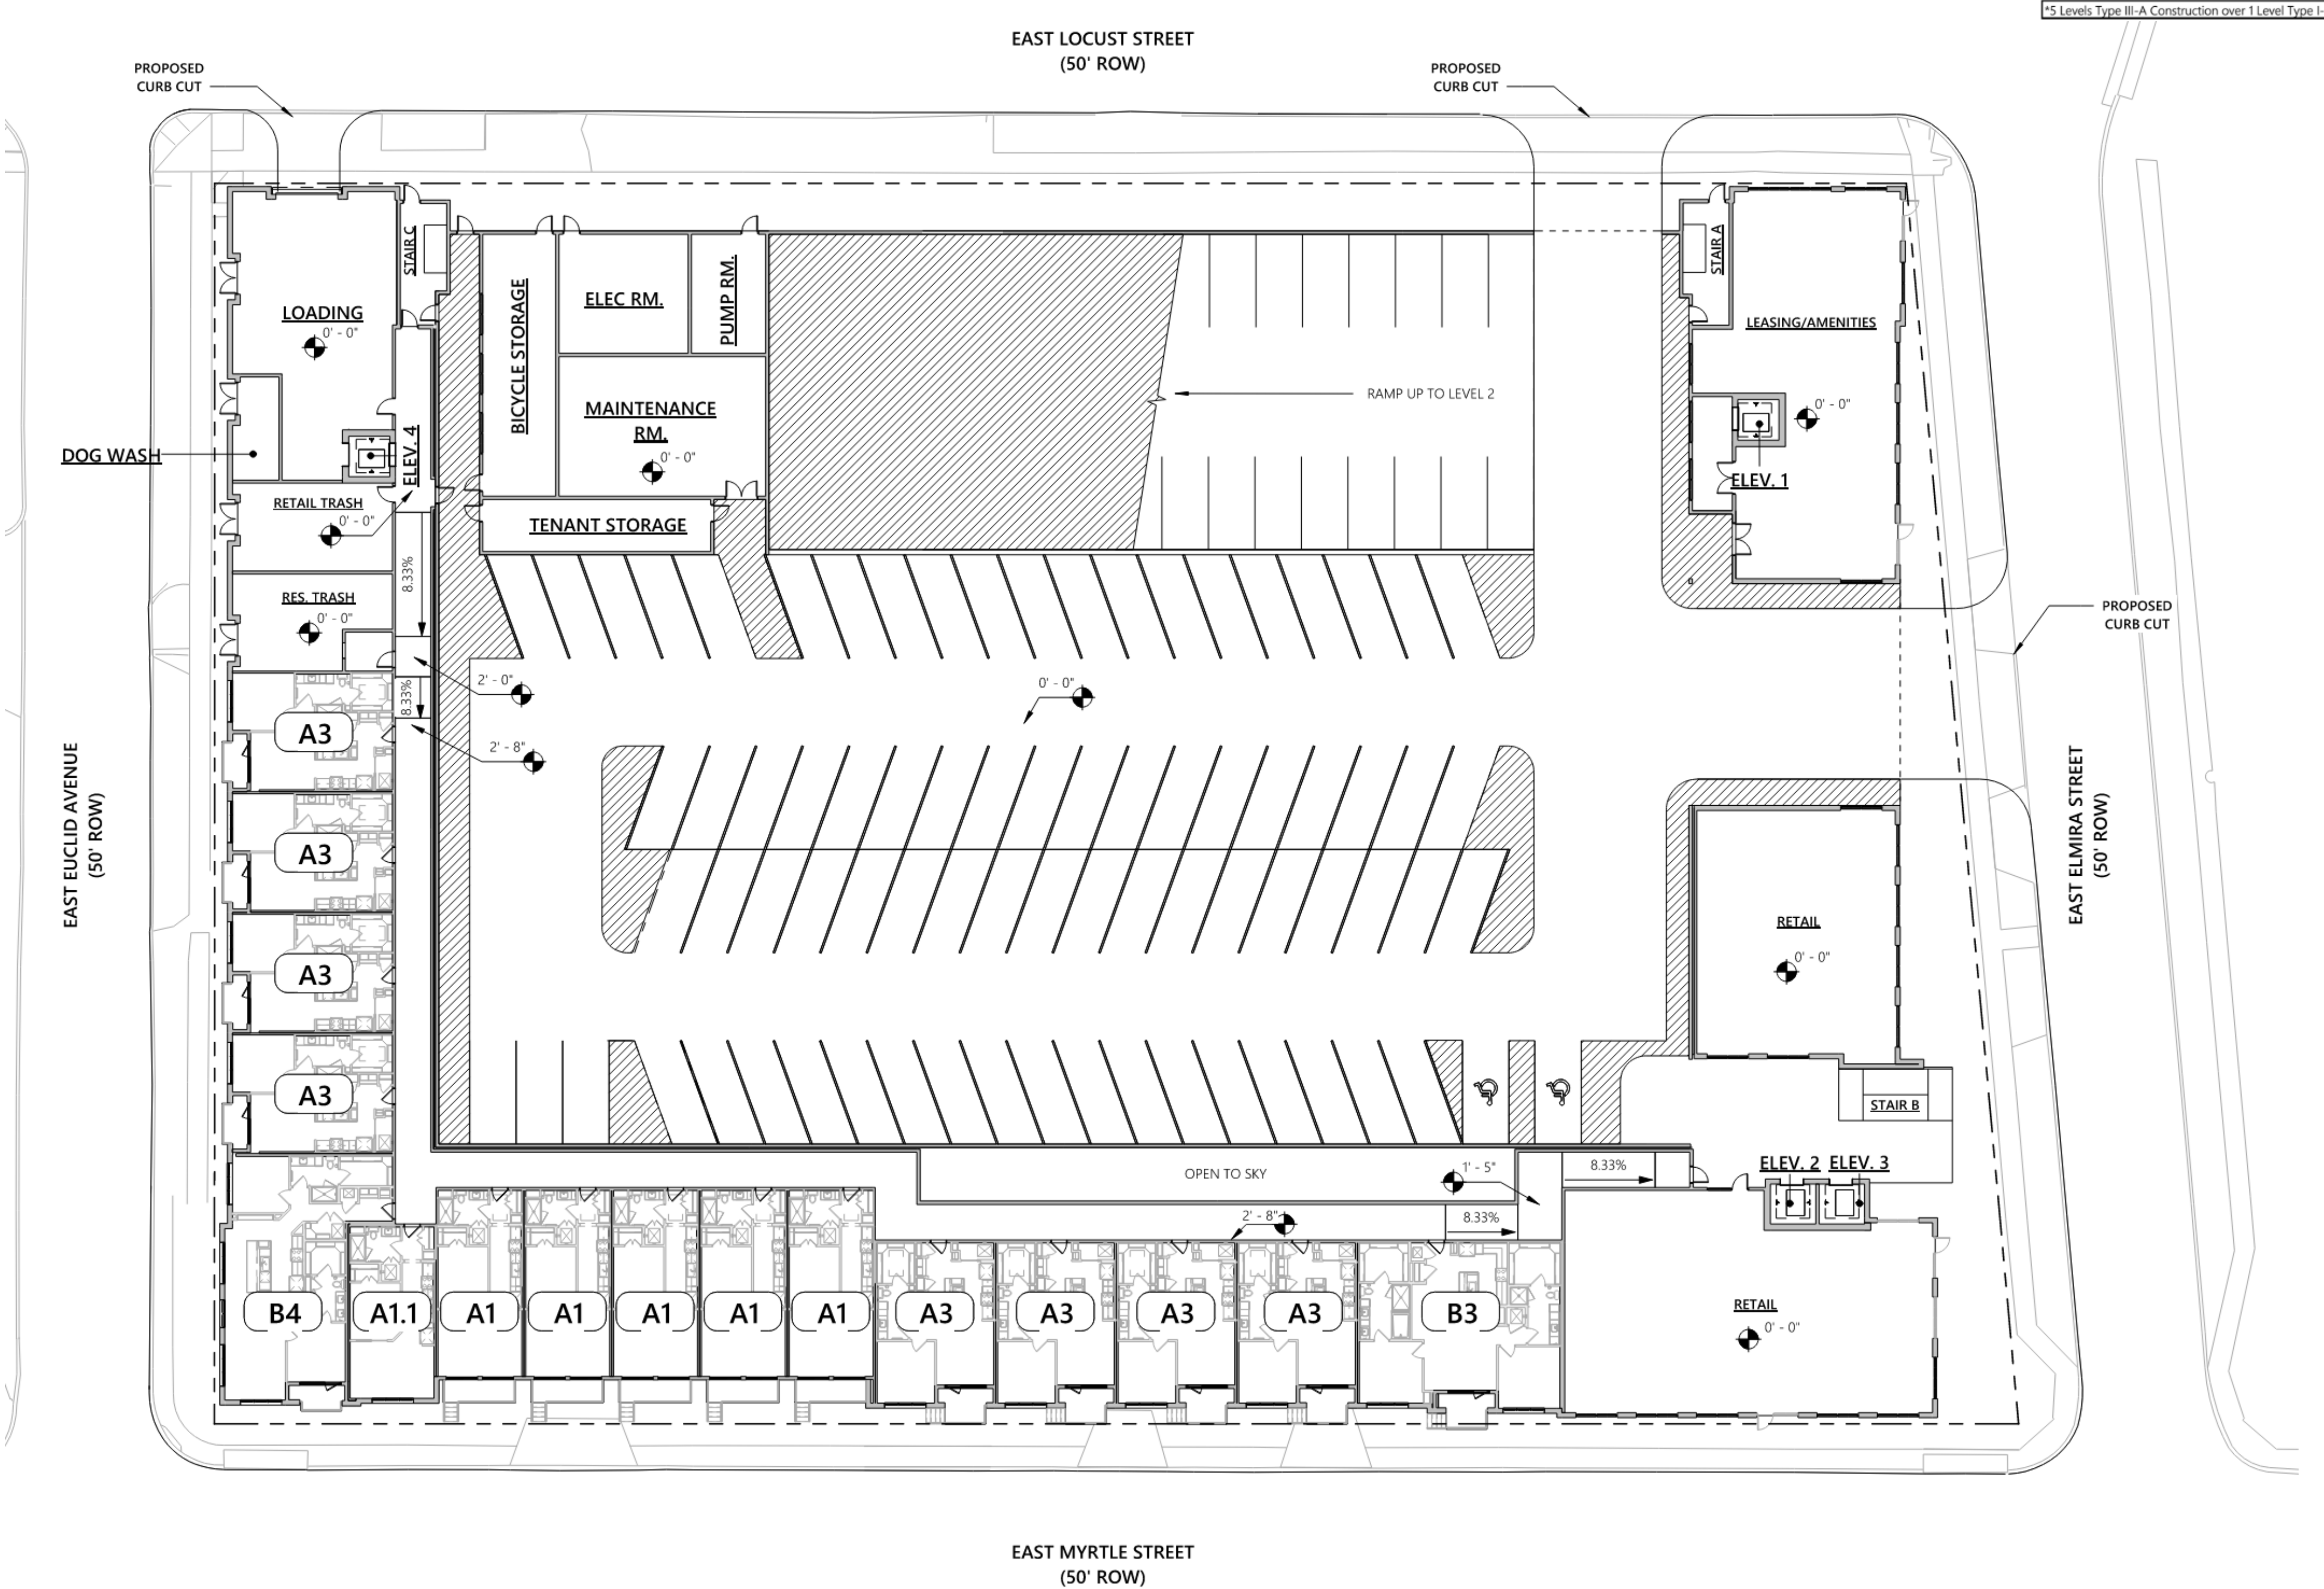 *5 Levels Type III-A Construction over 1 Level Type I-
EAST LOCUST STREET
(50' ROW)
PROPOSED
CURB CUT
PROPOSED
CURB CUT
STAIR C
STAIR A
LOADING
0' - 0"
BICYCLE STORAGE
ELEC RM.
PUMP RM.
LEASING/AMENITIES
0' - 0"
RAMP UP TO LEVEL 2
MAINTENANCE
RM.
0' - 0"
DOG WASH
ELEV. 4
ELEV. 1
RETAIL TRASH
0' - 0"
TENANT STORAGE
8.33%
RES. TRASH
0' - 0"
PROPOSED
CURB CUT
2' - 0"
0' - 0"
8.33%
A3
2' - 8"
EAST EUCLID AVENUE
(50' ROW)
EAST ELMIRA STREET
(50' ROW)
A3
RETAIL
0' - 0"
A3
A3
STAIR B
OPEN TO SKY
1' - 5"
8.33%
ELEV. 2
ELEV. 3
2' - 8"
8.33%
B4
A1.1
A1
A1
A1
A1
A1
A3
A3
A3
A3
B3
RETAIL
0' - 0"
EAST MYRTLE STREET
(50' ROW)